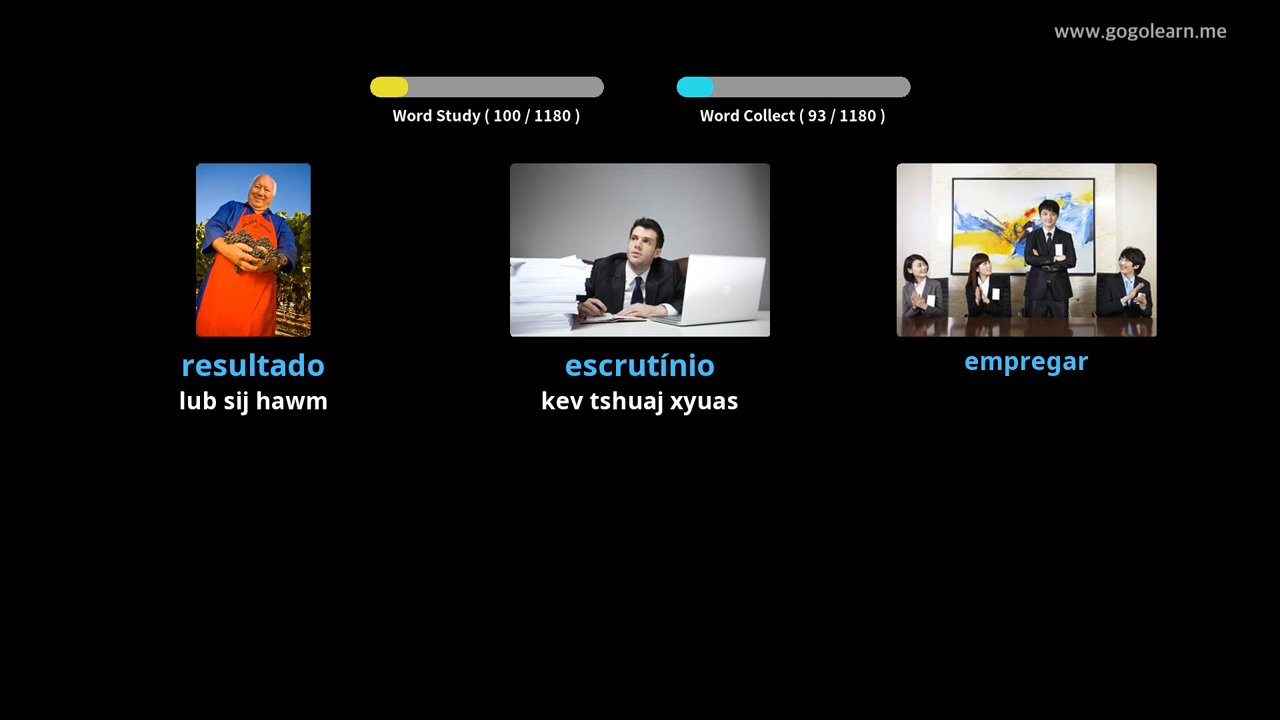 www.gogolearn.me
Word Study ( 100 / 1180 )
Word Collect ( 93 / 1180 )
resultado
lub sij hawm
escrutínio
kev tshuaj xyuas
empregar